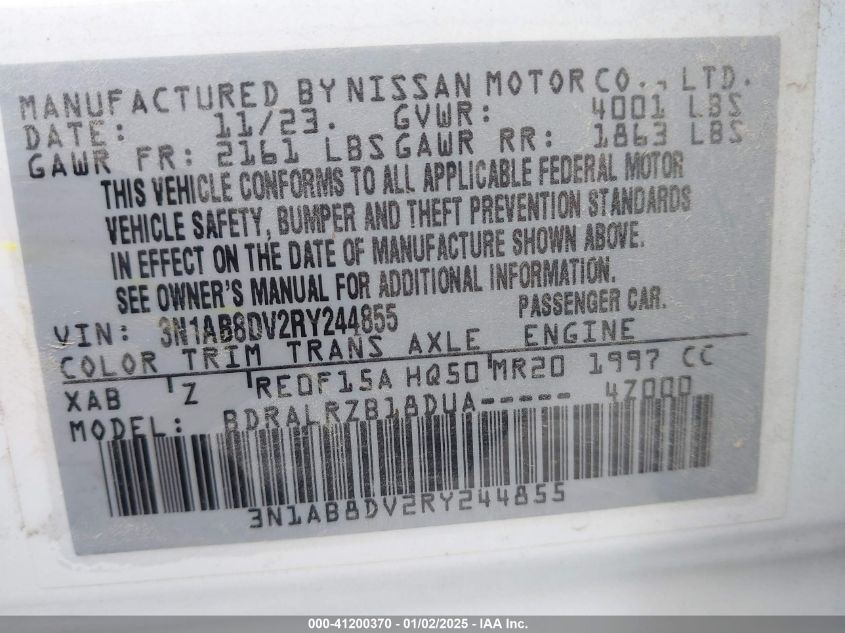 MANUFACTURED BY NISSAN MOTOR CO., LTD.
DATE: 11/23. GVWR: 4001 LBS
GAWR FR: 2161 LBS GAWR RR: 1863 LBS
THIS VEHICLE CONFORMS TO ALL APPLICABLE FEDERAL MOTOR
VEHICLE SAFETY, BUMPER AND THEFT PREVENTION STANDARDS
IN EFFECT ON THE DATE OF MANUFACTURE SHOWN ABOVE.
SEE OWNER'S MANUAL FOR ADDITIONAL INFORMATION.
VIN: 3N1AB8DV2RY244855 PASSENGER CAR.
COLOR TRIM TRANS AXLE ENGINE
XAB Z RE0F15A HQ50 MR20 1997 CC
MODEL: BDRALRZB18DUA----- 4Z000
3N1AB8DV2RY244855
000-41200370 - 01/02/2025 - IAA Inc.